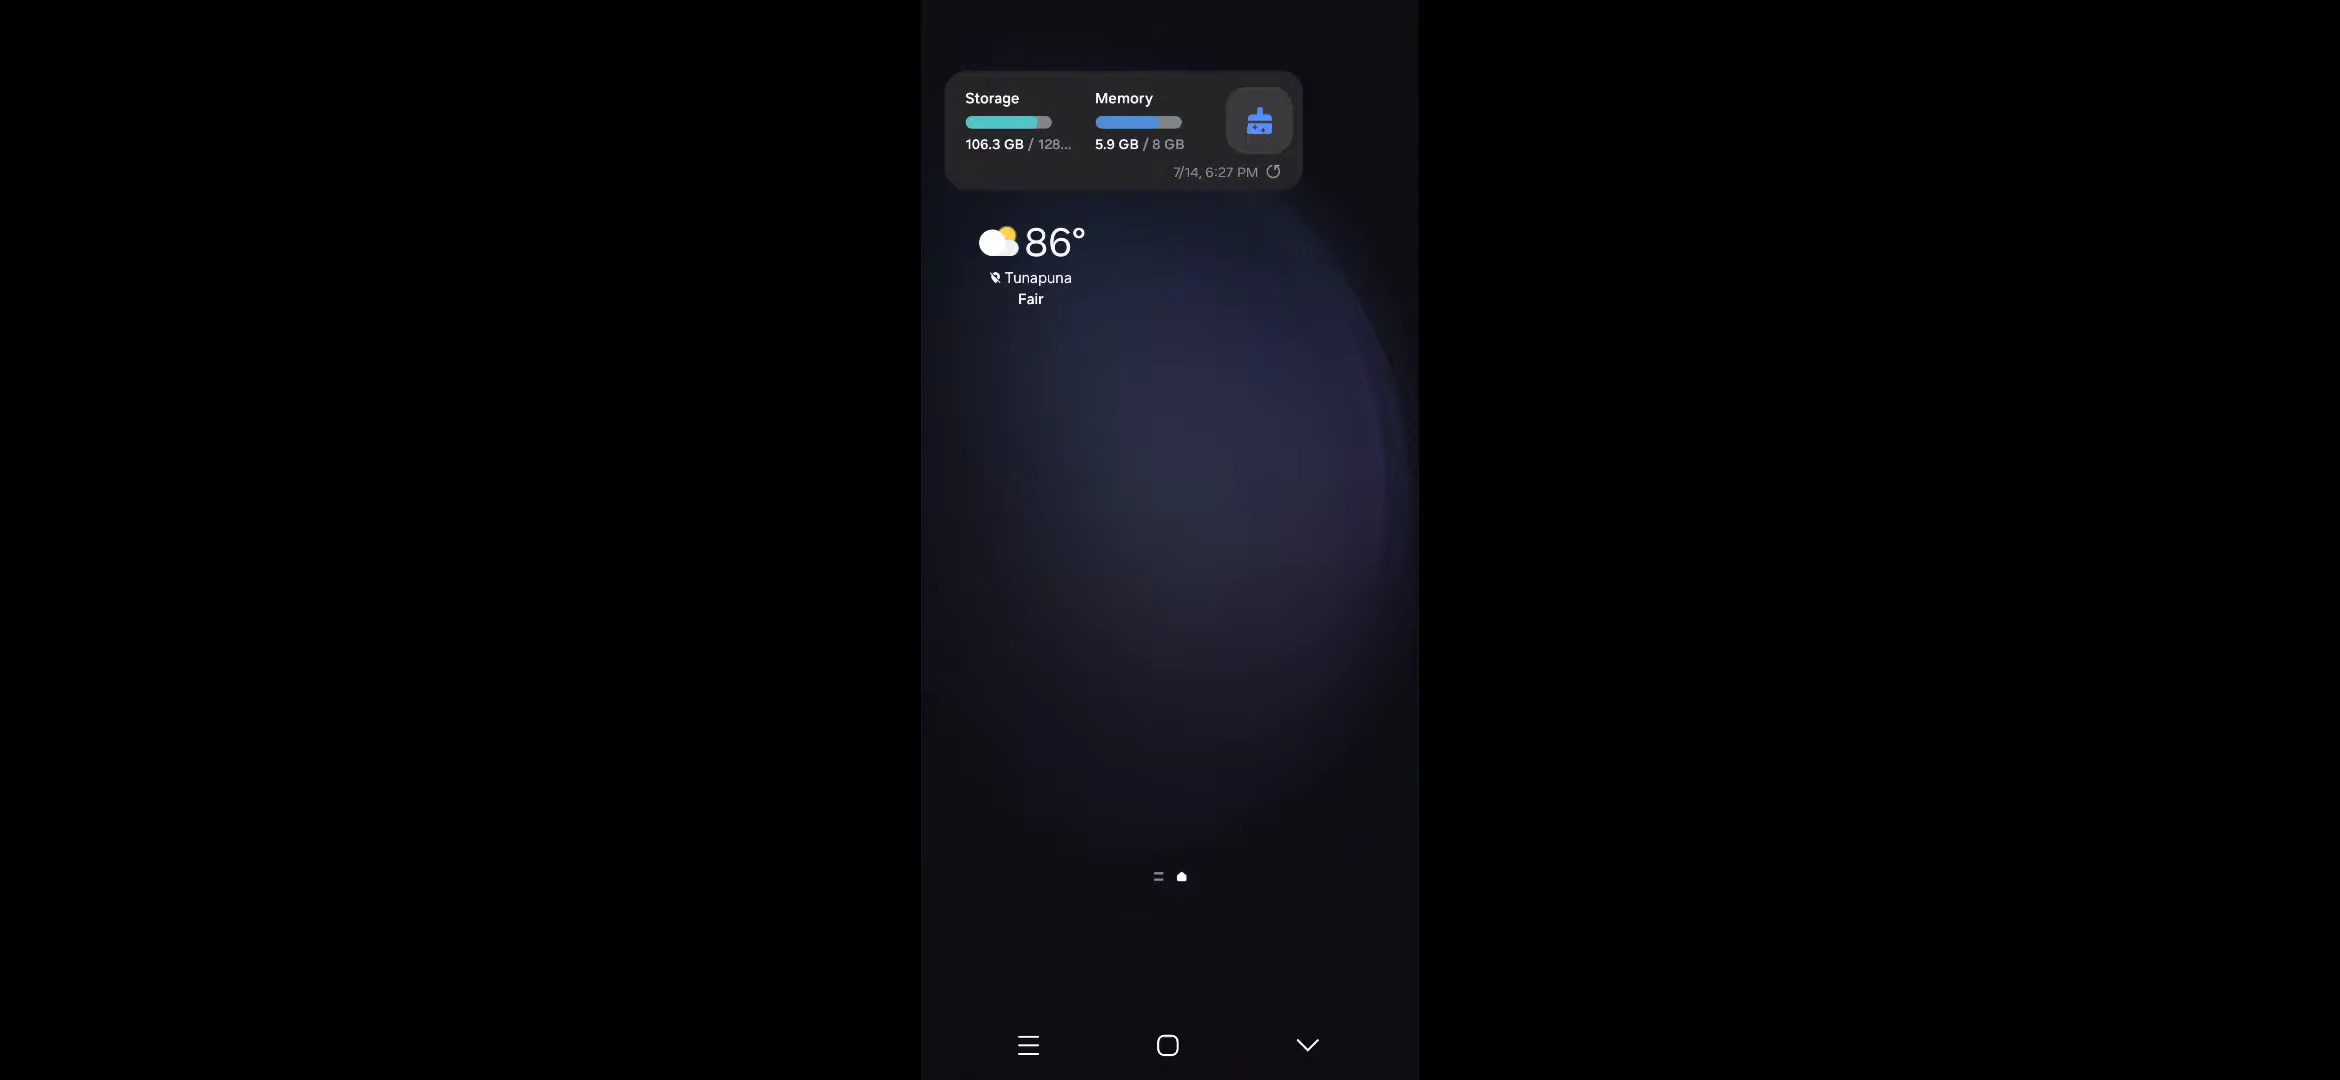 Storage
Memory
106.3 GB / 128...
5.9 GB / 8 GB
7/14, 6:27 PM
86°
Tunapuna
Fair